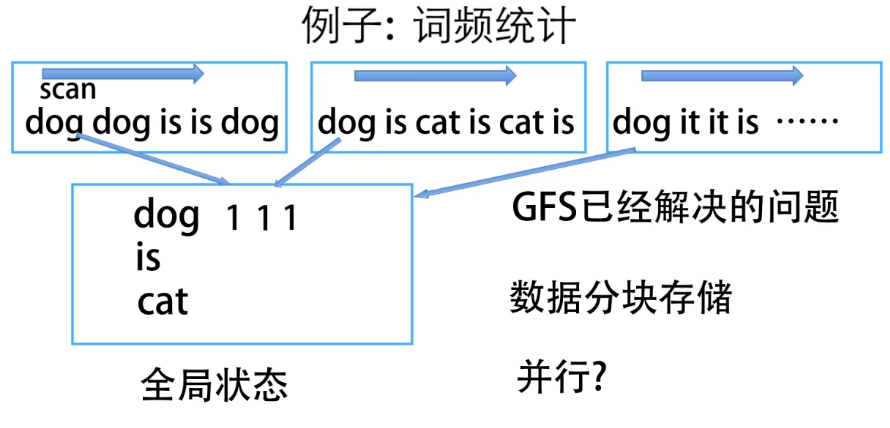 例子: 词频统计
scan
dog dog is is dog
dog is cat is cat is
dog it it is ······
dog 1 1 1
is
cat
GFS已经解决的问题
数据分块存储
全局状态
并行?